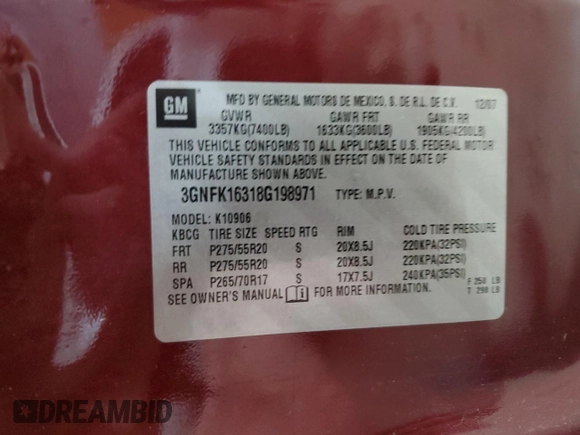 GM
MFD BY GENERAL MOTORS DE MEXICO, S. DE R.L. DE C.V. 12/07
GVWR GAWR FRT GAWR RR
3357KG(7400LB) 1633KG(3600LB) 1905KG(4200LB)
THIS VEHICLE CONFORMS TO ALL APPLICABLE U.S. FEDERAL MOTOR
VEHICLE SAFETY STANDARDS IN EFFECT ON THE DATE OF
MANUFACTURE SHOWN ABOVE.
3GNFK16318G198971 TYPE: M.P.V.
MODEL: K10906
KBCG TIRE SIZE SPEED RTG RIM COLD TIRE PRESSURE
FRT P275/55R20 S 20X8.5J 220KPA(32PSI)
RR P275/55R20 S 20X8.5J 220KPA(32PSI)
SPA P265/70R17 S 17X7.5J 240KPA(35PSI)
SEE OWNER'S MANUAL FOR MORE INFORMATION.
F 250 LB
T 290 LB
DREAMBID